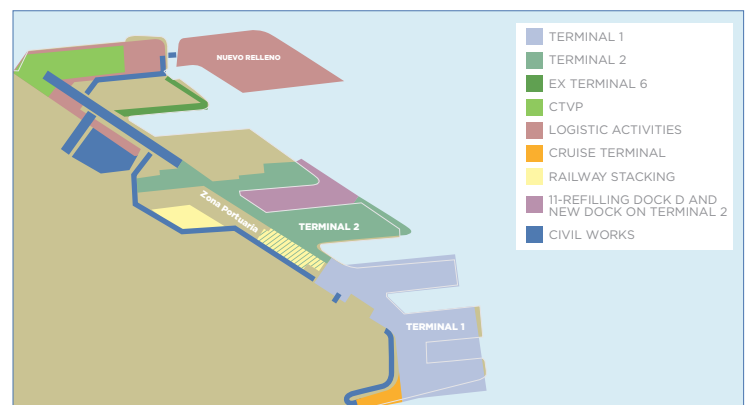 NUEVO RELLENO
Zona Portuaria
TERMINAL 2
TERMINAL 1
TERMINAL 1
TERMINAL 2
EX TERMINAL 6
CTVP
LOGISTIC ACTIVITIES
CRUISE TERMINAL
RAILWAY STACKING
11-REFILLING DOCK D AND
NEW DOCK ON TERMINAL 2
CIVIL WORKS